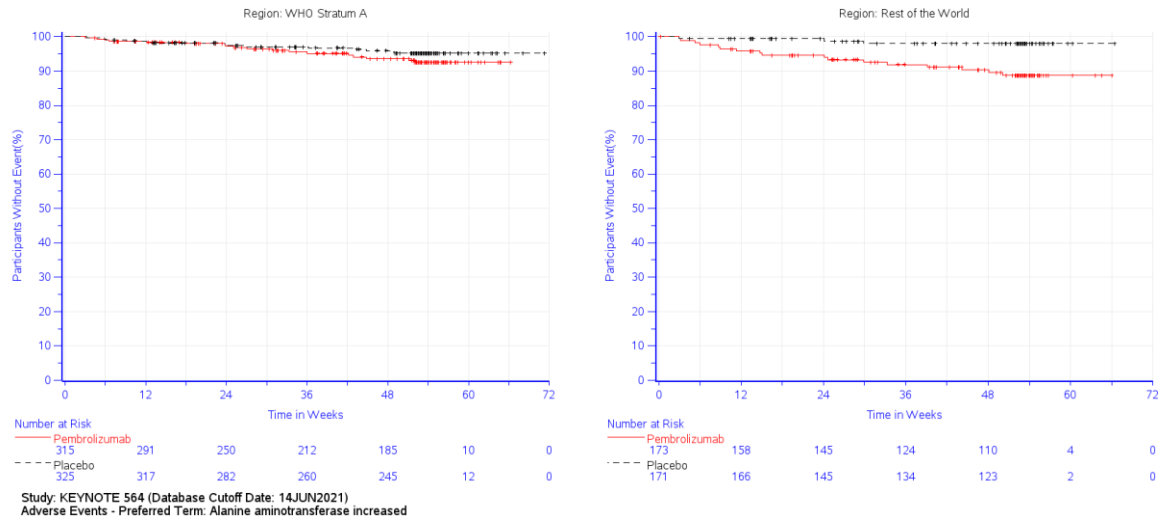 Region: WHO Stratum A
Participants Without Event(%)
100
90
80
70
60
50
40
30
20
10
0
0 12 24 36 48 60 72
Time in Weeks
Number at Risk
Pembrolizumab
315 291 250 212 185 10 0
Placebo
325 317 282 260 245 12 0
Region: Rest of the World
Participants Without Event(%)
100
90
80
70
60
50
40
30
20
10
0
0 12 24 36 48 60 72
Time in Weeks
Number at Risk
Pembrolizumab
173 158 145 124 110 4 0
Placebo
171 166 145 134 123 2 0
Study: KEYNOTE 564 (Database Cutoff Date: 14JUN2021)
Adverse Events - Preferred Term: Alanine aminotransferase increased